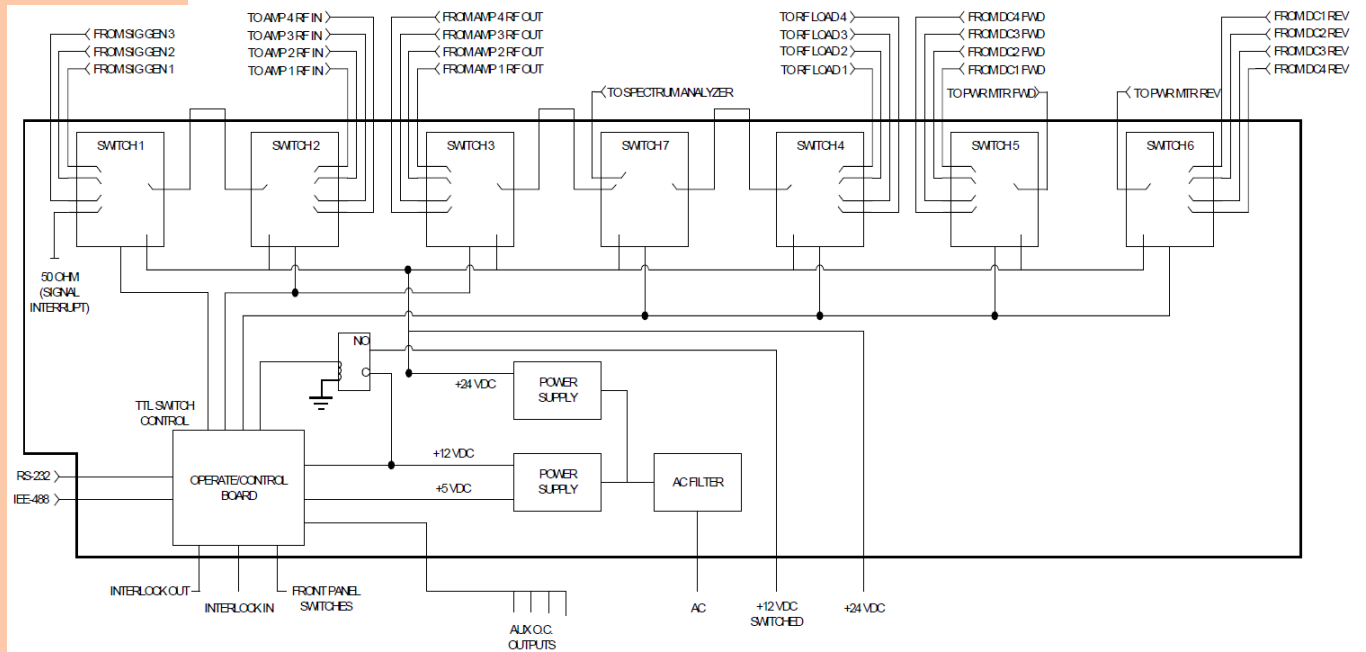 FROM SIG GEN 3
FROM SIG GEN 2
FROM SIG GEN 1
TO AMP 4 RF IN
TO AMP 3 RF IN
TO AMP 2 RF IN
TO AMP 1 RF IN
FROM AMP 4 RF OUT
FROM AMP 3 RF OUT
FROM AMP 2 RF OUT
FROM AMP 1 RF OUT
TO SPECTRUM ANALYZER
TO RF LOAD 4
TO RF LOAD 3
TO RF LOAD 2
TO RF LOAD 1
FROM DC4 FWD
FROM DC3 FWD
FROM DC2 FWD
FROM DC1 FWD
TO PWR MTR FWD
TO PWR MTR REV
FROM DC1 REV
FROM DC2 REV
FROM DC3 REV
FROM DC4 REV
SWITCH 1
SWITCH 2
SWITCH 3
SWITCH 7
SWITCH 4
SWITCH 5
SWITCH 6
50 OHM
(SIGNAL
INTERRUPT)
NO
C
+24 VDC
POWER
SUPPLY
TTL SWITCH
CONTROL
+12 VDC
+5 VDC
POWER
SUPPLY
AC FILTER
RS-232
IEE-488
OPERATE/CONTROL
BOARD
INTERLOCK OUT
INTERLOCK IN
FRONT PANEL
SWITCHES
AUX O.C.
OUTPUTS
AC
+12 VDC
SWITCHED
+24 VDC